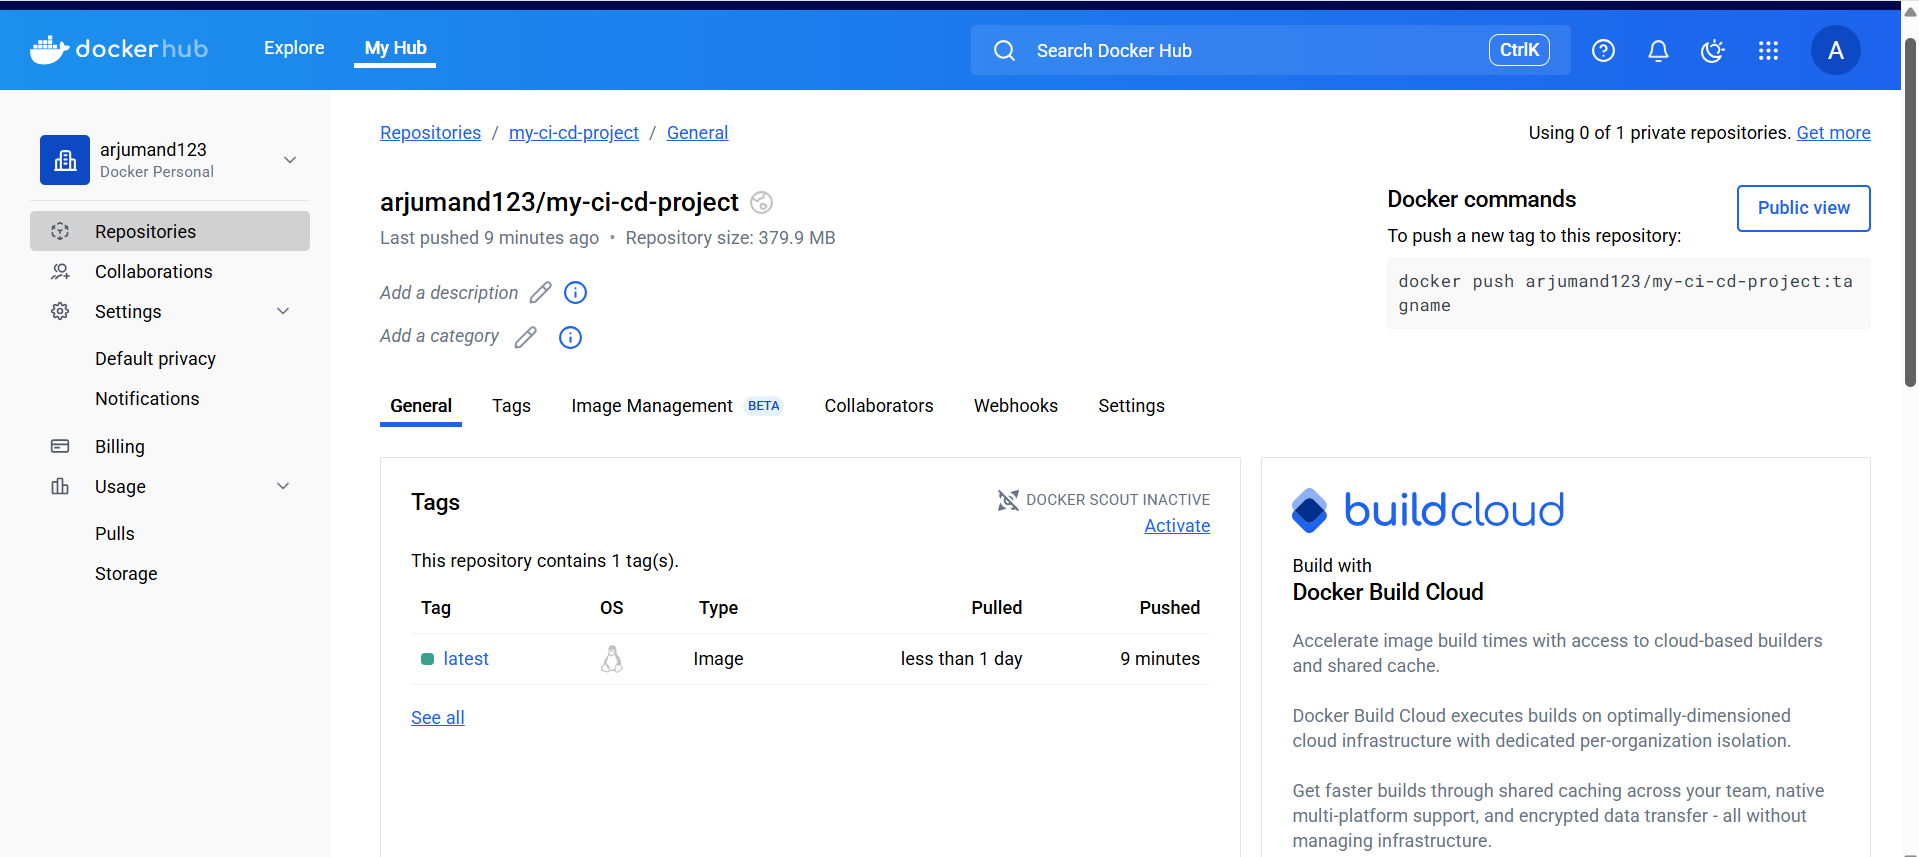 dockerhub
Explore
My Hub
Search Docker Hub
CtrlK
A
arjumand123
Docker Personal
Repositories
Collaborations
Settings
Default privacy
Notifications
Billing
Usage
Pulls
Storage
Repositories / my-ci-cd-project / General
Using 0 of 1 private repositories. Get more
arjumand123/my-ci-cd-project
Last pushed 9 minutes ago • Repository size: 379.9 MB
Add a description
Add a category
Docker commands
Public view
To push a new tag to this repository:
docker push arjumand123/my-ci-cd-project:ta
gname
General
Tags
Image Management BETA
Collaborators
Webhooks
Settings
Tags
DOCKER SCOUT INACTIVE
Activate
This repository contains 1 tag(s).
Tag OS Type Pulled Pushed
latest Image less than 1 day 9 minutes
See all
buildcloud
Build with
Docker Build Cloud
Accelerate image build times with access to cloud-based builders
and shared cache.
Docker Build Cloud executes builds on optimally-dimensioned
cloud infrastructure with dedicated per-organization isolation.
Get faster builds through shared caching across your team, native
multi-platform support, and encrypted data transfer - all without
managing infrastructure.